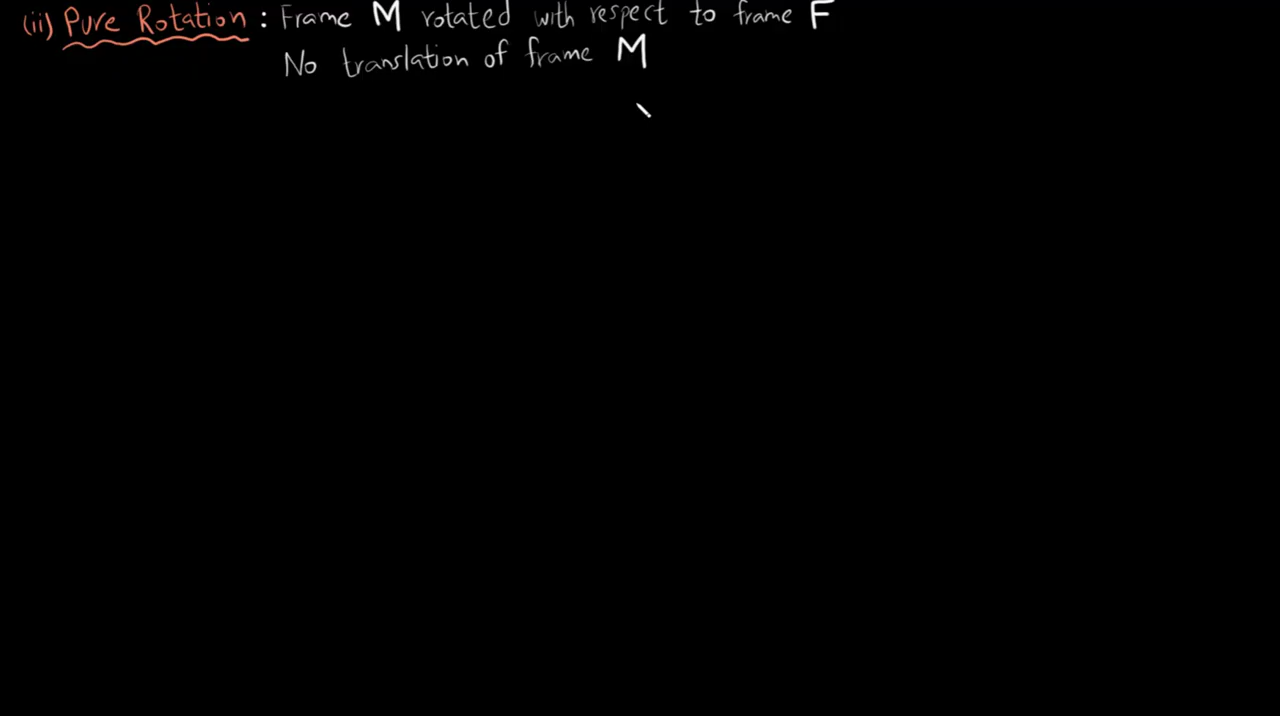 (ii) Pure Rotation : Frame M rotated with respect to frame F
No translation of frame M